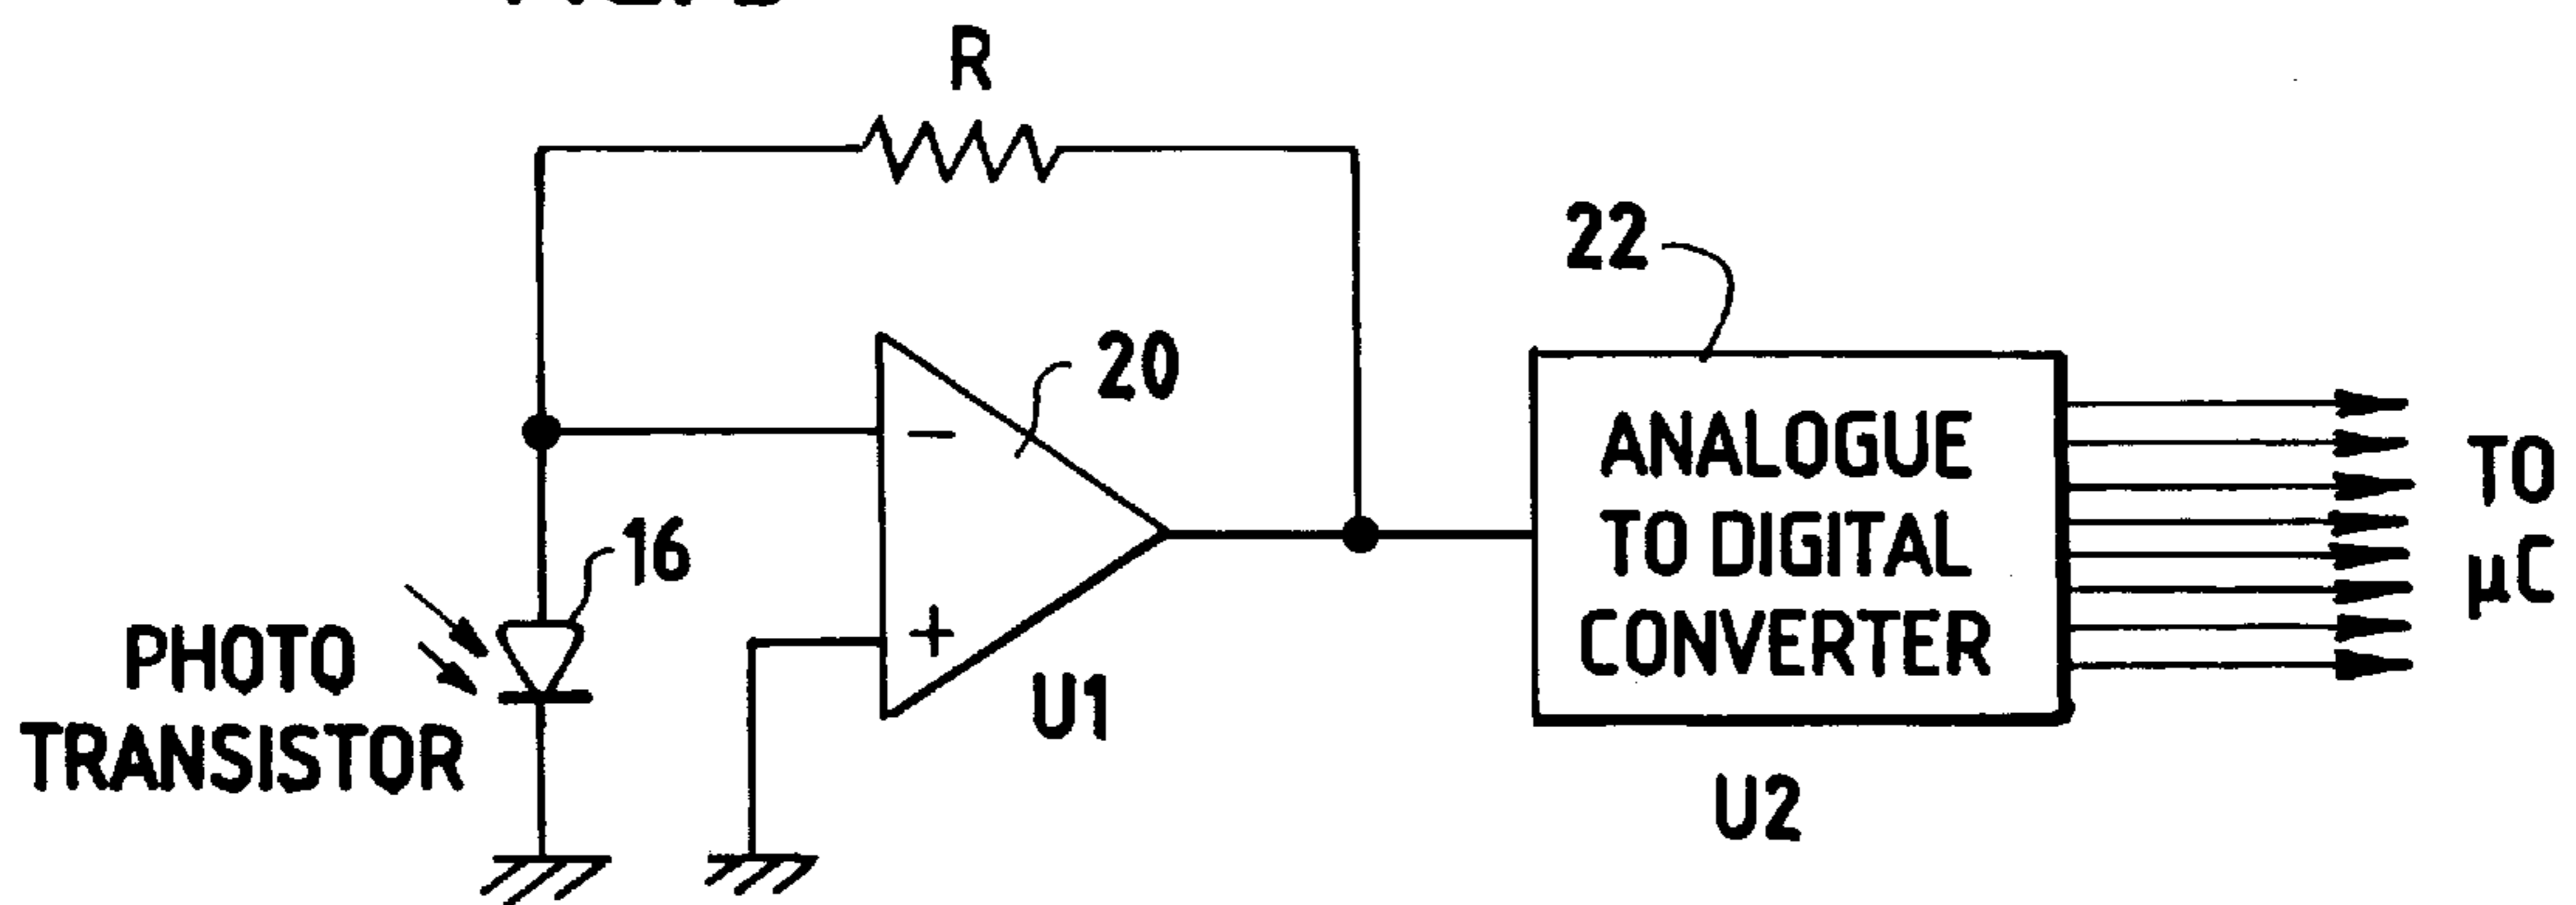 R
22
20
16
ANALOGUE
TO DIGITAL
CONVERTER
TO
µC
PHOTO
TRANSISTOR
−
+
U1
U2